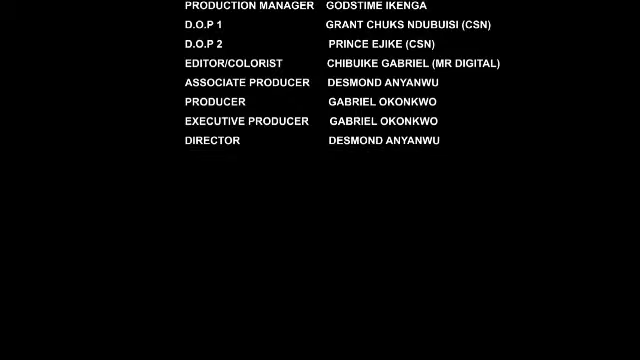 PRODUCTION MANAGER GODSTIME IKENGA
D.O.P 1 GRANT CHUKS NDUBUISI (CSN)
D.O.P 2 PRINCE EJIKE (CSN)
EDITOR/COLORIST CHIBUIKE GABRIEL (MR DIGITAL)
ASSOCIATE PRODUCER DESMOND ANYANWU
PRODUCER GABRIEL OKONKWO
EXECUTIVE PRODUCER GABRIEL OKONKWO
DIRECTOR DESMOND ANYANWU